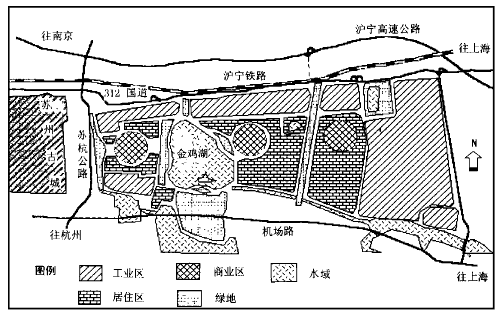 往南京
沪宁高速公路
往上海
沪宁铁路
312 国道
苏州古城
苏杭公路
金鸡湖
N
机场路
往杭州
往上海
图例
工业区
商业区
水域
居住区
绿地